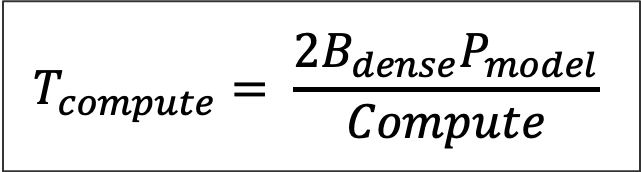 T_compute = 2B_dense P_model / Compute